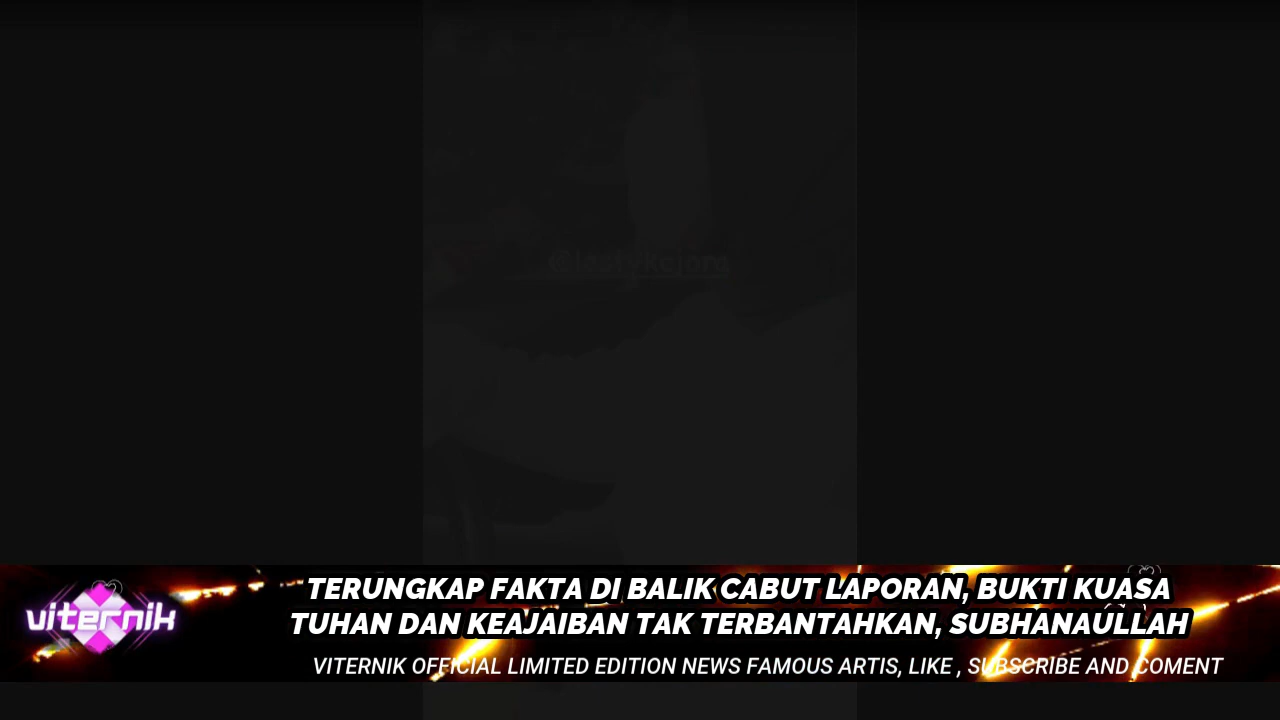 @lestykejora
viternik
TERUNGKAP FAKTA DI BALIK CABUT LAPORAN, BUKTI KUASA
TUHAN DAN KEAJAIBAN TAK TERBANTAHKAN, SUBHANAULLAH
VITERNIK OFFICIAL LIMITED EDITION NEWS FAMOUS ARTIS, LIKE , SUBSCRIBE AND COMENT